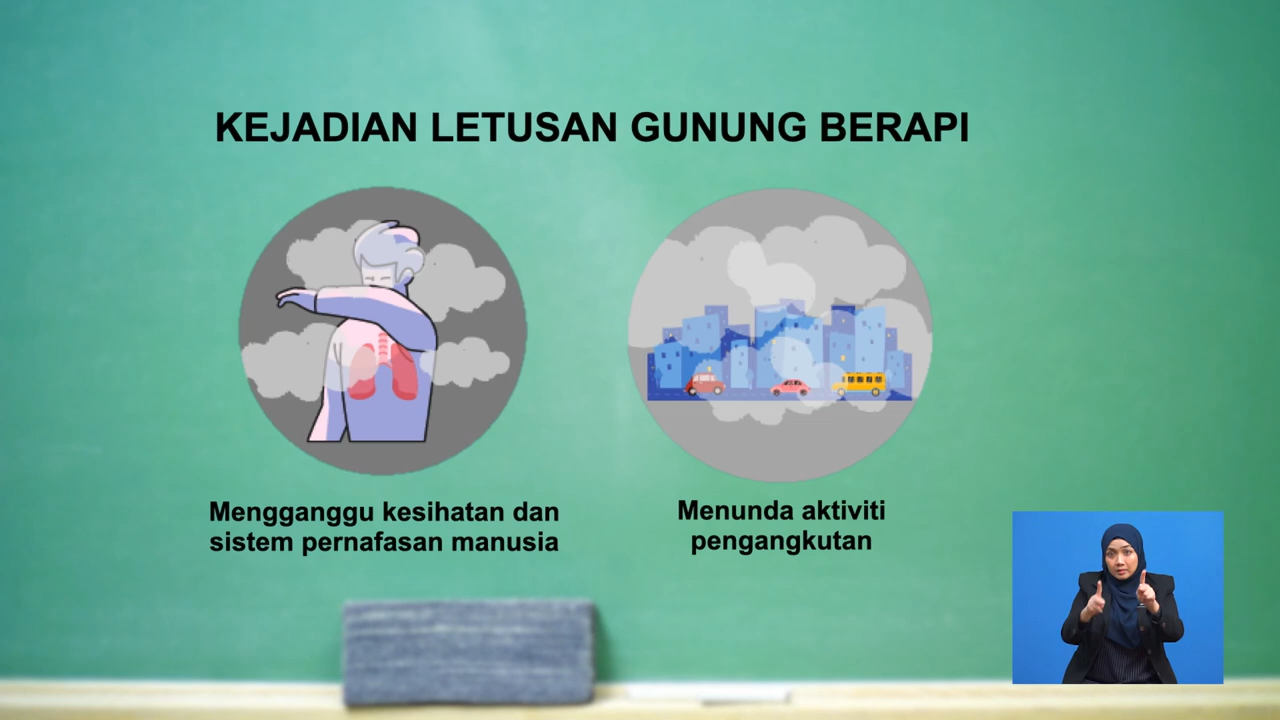 KEJADIAN LETUSAN GUNUNG BERAPI
Mengganggu kesihatan dan
sistem pernafasan manusia
Menunda aktiviti
pengangkutan